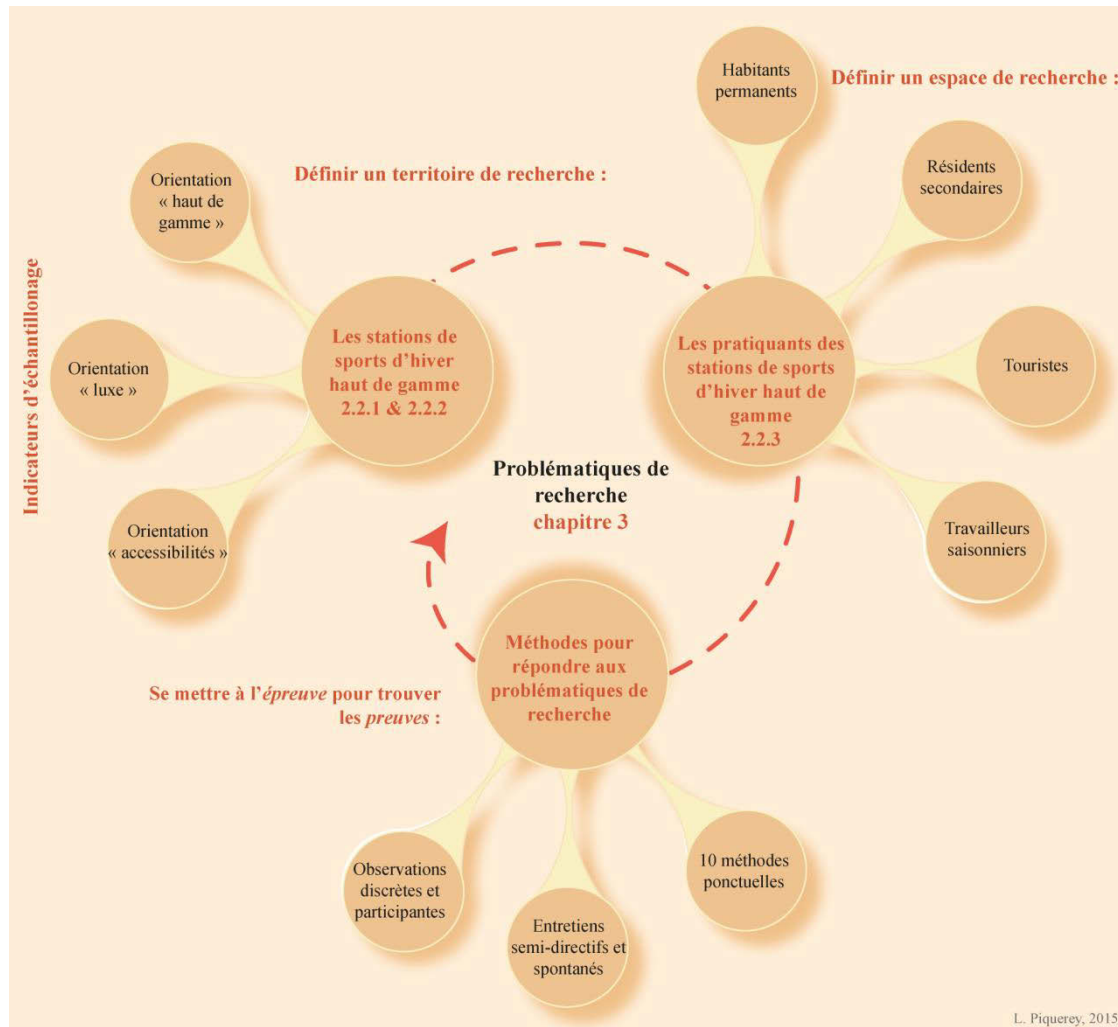 Indicateurs d'échantillonage
Définir un territoire de recherche :
Orientation
« haut de
gamme »
Orientation
« luxe »
Orientation
« accessibilités »
Les stations de
sports d'hiver
haut de gamme
2.2.1 & 2.2.2
Définir un espace de recherche :
Habitants
permanents
Résidents
secondaires
Touristes
Travailleurs
saisonniers
Les pratiquants des
stations de sports
d'hiver haut de
gamme
2.2.3
Problématiques de
recherche
chapitre 3
Se mettre à l'épreuve pour trouver
les preuves :
Méthodes pour
répondre aux
problématiques de
recherche
Observations
discrètes et
participantes
Entretiens
semi-directifs et
spontanés
10 méthodes
ponctuelles
L. Piquerey, 2015